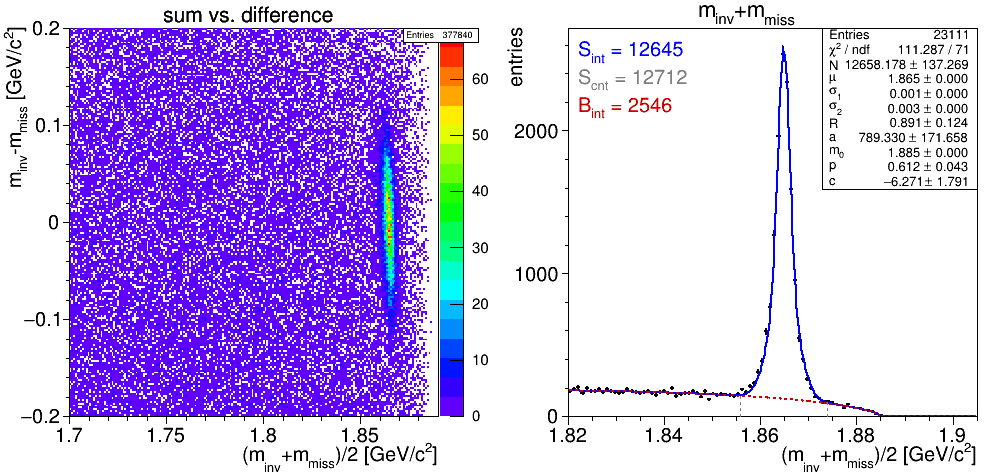 sum vs. difference
Entries 377840
m_inv-m_miss [GeV/c²]
0.2
0.1
0
−0.1
−0.2
1.7
1.75
1.8
1.85
(m_inv+m_miss)/2 [GeV/c²]
60
50
40
30
20
10
0
m_inv+m_miss
entries
2000
1000
0
S_int = 12645
S_cnt = 12712
B_int = 2546
Entries 23111
χ² / ndf 111.287 / 71
N 12658.178 ± 137.269
μ 1.865 ± 0.000
σ_1 0.001 ± 0.000
σ_2 0.003 ± 0.000
R 0.891 ± 0.124
a 789.330 ± 171.658
m_0 1.885 ± 0.000
p 0.612 ± 0.043
c −6.271 ± 1.791
1.82
1.84
1.86
1.88
1.9
(m_inv+m_miss)/2 [GeV/c²]